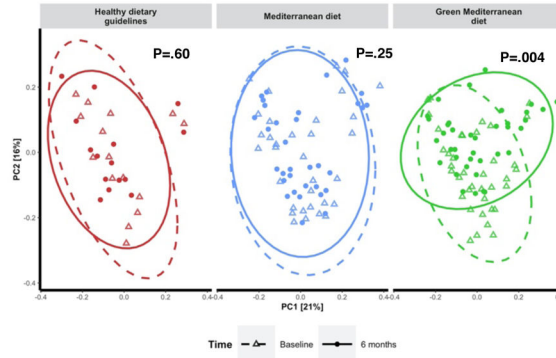 Healthy dietary
guidelines
Mediterranean diet
Green Mediterranean
diet
P=.60
P=.25
P=.004
PC2 [16%]
0.2
0.0
-0.2
-0.4
-0.4 -0.2 0.0 0.2 0.4
-0.4 -0.2 0.0 0.2 0.4
-0.4 -0.2 0.0 0.2 0.4
PC1 [21%]
Time Baseline 6 months